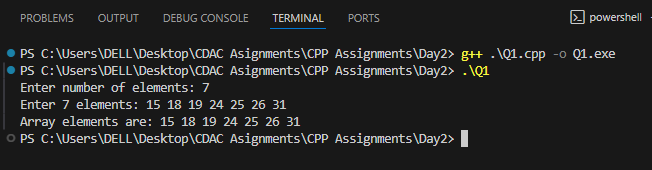 PROBLEMS OUTPUT DEBUG CONSOLE TERMINAL PORTS powershell
PS C:\Users\DELL\Desktop\CDAC Asignments\CPP Assignments\Day2> g++ .\Q1.cpp -o Q1.exe
PS C:\Users\DELL\Desktop\CDAC Asignments\CPP Assignments\Day2> .\Q1
Enter number of elements: 7
Enter 7 elements: 15 18 19 24 25 26 31
Array elements are: 15 18 19 24 25 26 31
PS C:\Users\DELL\Desktop\CDAC Asignments\CPP Assignments\Day2>